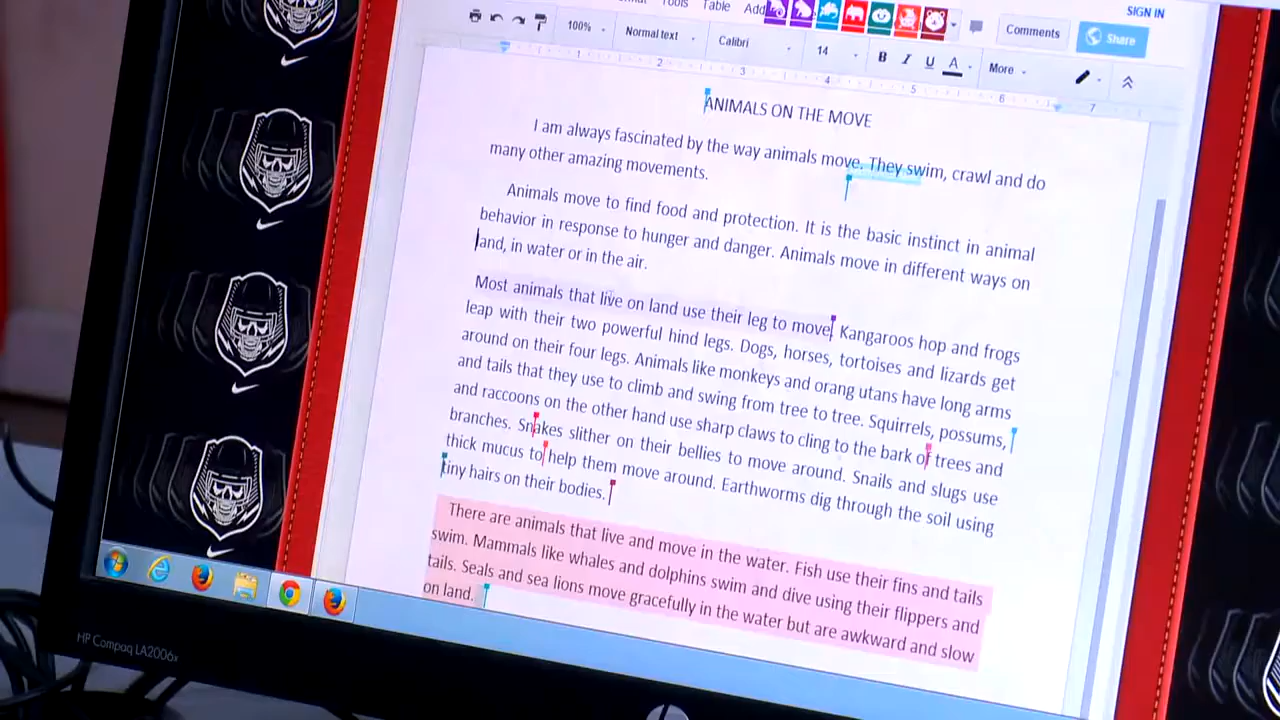 Tools Table Add
SIGN IN
100% Normal text Calibri 14 B I U A More
Comments Share
1 2 3 4 5 6 7
ANIMALS ON THE MOVE
I am always fascinated by the way animals move. They swim, crawl and do
many other amazing movements.
Animals move to find food and protection. It is the basic instinct in animal
behavior in response to hunger and danger. Animals move in different ways on
land, in water or in the air.
Most animals that live on land use their leg to move. Kangaroos hop and frogs
leap with their two powerful hind legs. Dogs, horses, tortoises and lizards get
around on their four legs. Animals like monkeys and orang utans have long arms
and tails that they use to climb and swing from tree to tree. Squirrels, possums,
and raccoons on the other hand use sharp claws to cling to the bark of trees and
branches. Snakes slither on their bellies to move around. Snails and slugs use
thick mucus to help them move around. Earthworms dig through the soil using
tiny hairs on their bodies.
There are animals that live and move in the water. Fish use their fins and tails
swim. Mammals like whales and dolphins swim and dive using their flippers and
tails. Seals and sea lions move gracefully in the water but are awkward and slow
on land.
HP Compaq LA2006x